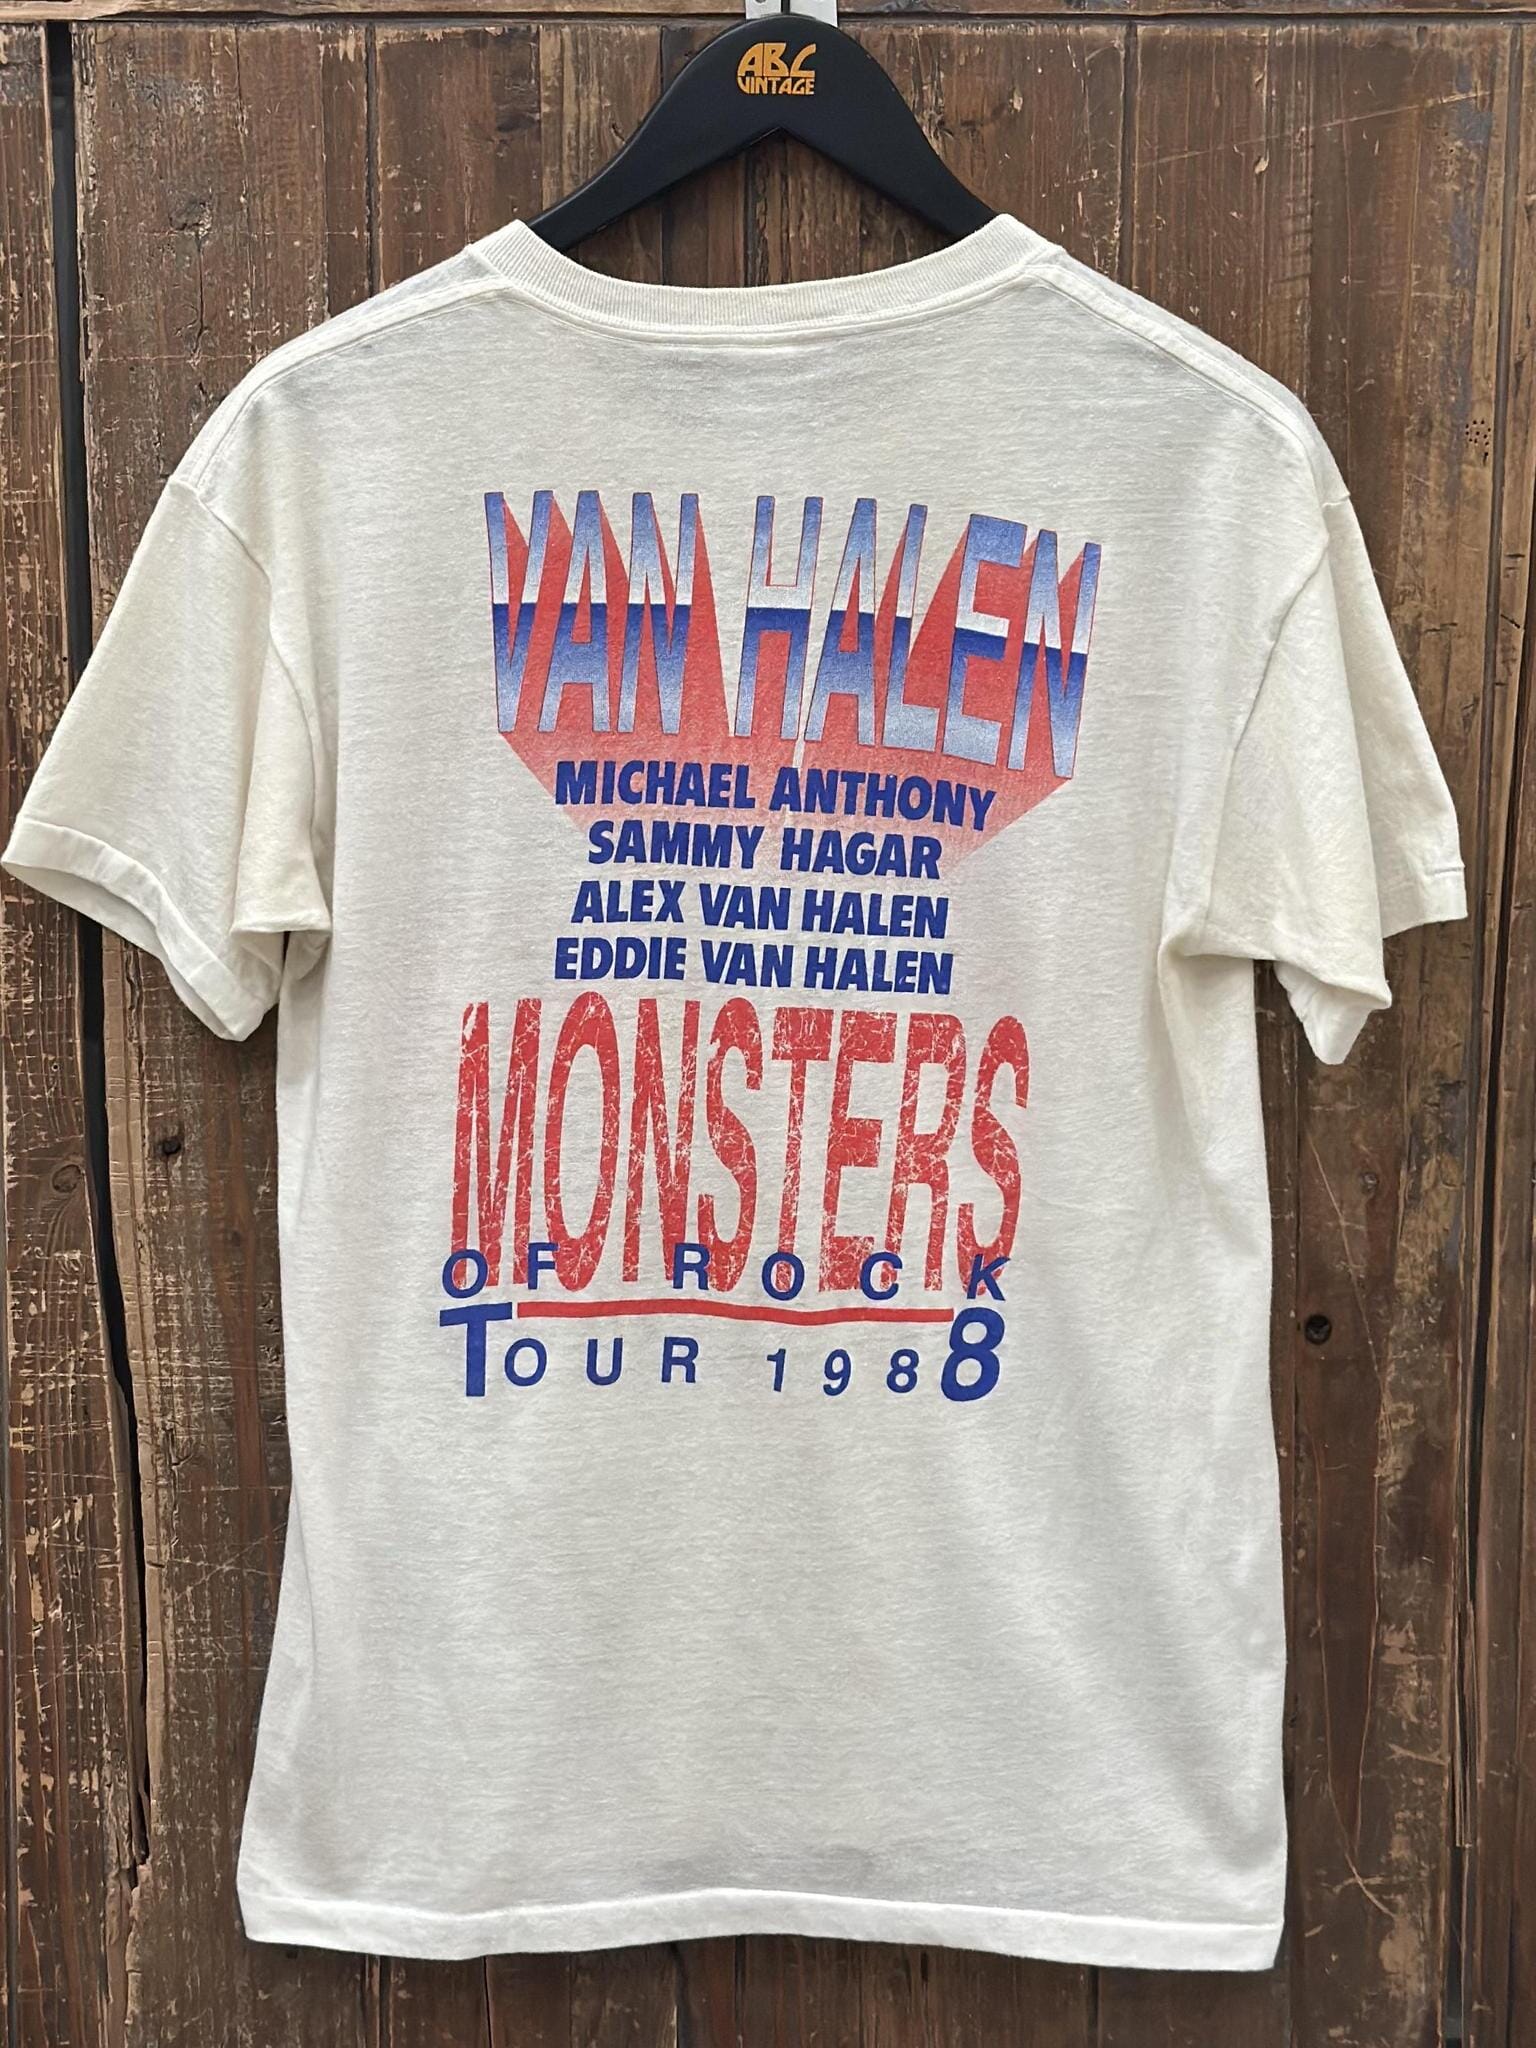 ABC
VINTAGE
VAN HALEN
MICHAEL ANTHONY
SAMMY HAGAR
ALEX VAN HALEN
EDDIE VAN HALEN
MONSTERS
OF ROCK
TOUR 1988